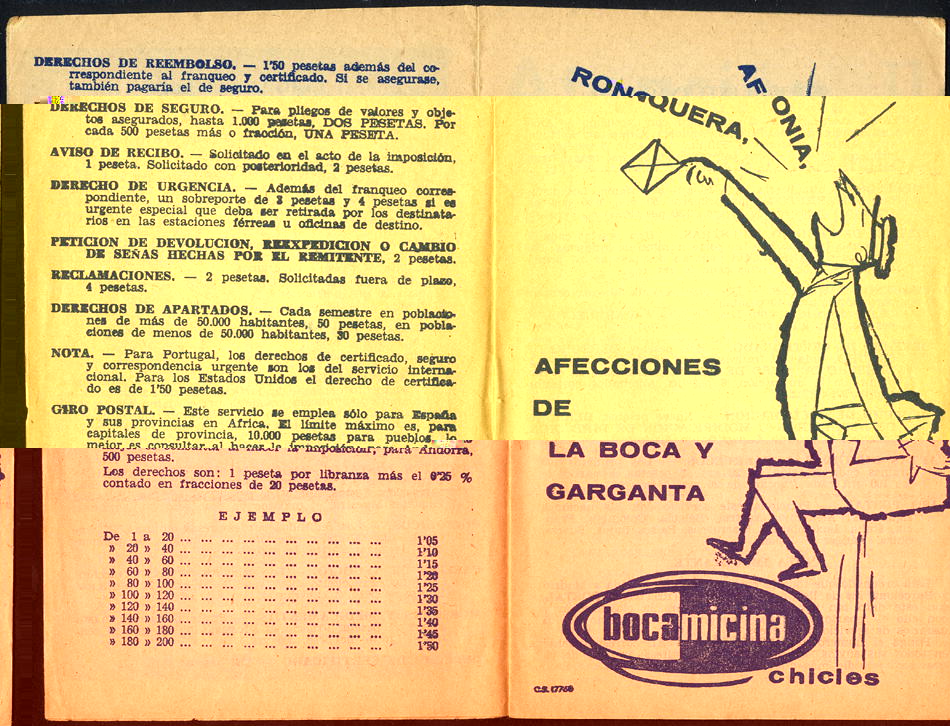 DERECHOS DE REEMBOLSO. — 1'50 pesetas además del co-
rrespondiente al franqueo y certificado. Si se asegurase,
también pagaría el de seguro.
DERECHOS DE SEGURO. — Para pliegos de valores y obje-
tos asegurados, hasta 1.000 pesetas, DOS PESETAS. Por
cada 500 pesetas más o fracción, UNA PESETA.
AVISO DE RECIBO. — Solicitado en el acto de la imposición,
1 peseta. Solicitado con posterioridad, 2 pesetas.
DERECHO DE URGENCIA. — Además del franqueo corres-
pondiente, un sobreporte de 3 pesetas y 4 pesetas si es
urgente especial que deba ser retirada por los destinata-
rios en las estaciones férreas u oficinas de destino.
PETICION DE DEVOLUCION, REEXPEDICION O CAMBIO
DE SEÑAS HECHAS POR EL REMITENTE, 2 pesetas.
RECLAMACIONES. — 2 pesetas. Solicitadas fuera de plazo,
4 pesetas.
DERECHOS DE APARTADOS. — Cada semestre en poblacio-
nes de más de 50.000 habitantes, 50 pesetas, en pobla-
ciones de menos de 50.000 habitantes, 30 pesetas.
NOTA. — Para Portugal, los derechos de certificado, seguro
y correspondencia urgente son los del servicio interna-
cional. Para los Estados Unidos el derecho de certifica-
do es de 1'50 pesetas.
GIRO POSTAL. — Este servicio se emplea sólo para España
y sus provincias en Africa. El límite máximo es, para
capitales de provincia, 10.000 pesetas para pueblos, lo
mejor es consultar al hacer la imposición; para Andorra,
500 pesetas.
Los derechos son: 1 peseta por libranza más el 0'25 %
contado en fracciones de 20 pesetas.
EJEMPLO
De 1 a 20 ... ... ... ... ... ... ... ... ... ... 1'05
» 20 » 40 ... ... ... ... ... ... ... ... ... ... 1'10
» 40 » 60 ... ... ... ... ... ... ... ... ... ... 1'15
» 60 » 80 ... ... ... ... ... ... ... ... ... ... 1'20
» 80 » 100 ... ... ... ... ... ... ... ... ... ... 1'25
» 100 » 120 ... ... ... ... ... ... ... ... ... ... 1'30
» 120 » 140 ... ... ... ... ... ... ... ... ... ... 1'35
» 140 » 160 ... ... ... ... ... ... ... ... ... ... 1'40
» 160 » 180 ... ... ... ... ... ... ... ... ... ... 1'45
» 180 » 200 ... ... ... ... ... ... ... ... ... ... 1'50
RONQUERA,
AFONIA,
AFECCIONES
DE
LA BOCA Y
GARGANTA
bocamicina
chicles
C.S. 17768